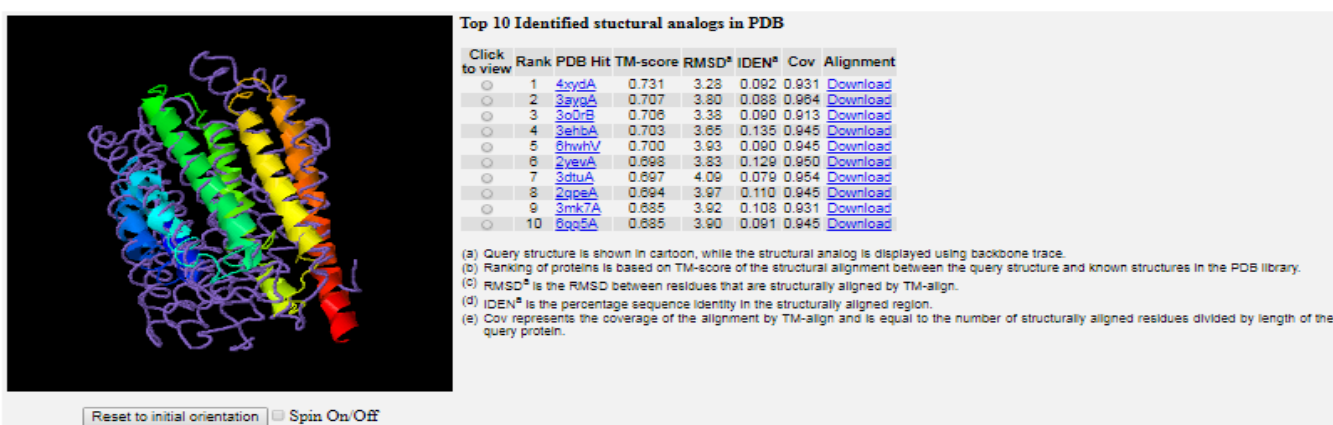 Top 10 Identified stuctural analogs in PDB
Click to view Rank PDB Hit TM-score RMSDa IDENa Cov Alignment
1 4xydA 0.731 3.28 0.092 0.931 Download
2 3aygA 0.707 3.80 0.088 0.964 Download
3 3o0rB 0.706 3.38 0.090 0.913 Download
4 3ehbA 0.703 3.65 0.135 0.945 Download
5 6hwhV 0.700 3.93 0.090 0.945 Download
6 2yevA 0.698 3.83 0.129 0.950 Download
7 3dtuA 0.697 4.09 0.079 0.954 Download
8 2qpeA 0.694 3.97 0.110 0.945 Download
9 3mk7A 0.685 3.92 0.108 0.931 Download
10 6qq5A 0.685 3.90 0.091 0.945 Download
(a) Query structure is shown in cartoon, while the structural analog is displayed using backbone trace.
(b) Ranking of proteins is based on TM-score of the structural alignment between the query structure and known structures in the PDB library.
(c) RMSDa is the RMSD between residues that are structurally aligned by TM-align.
(d) IDENa is the percentage sequence identity in the structurally aligned region.
(e) Cov represents the coverage of the alignment by TM-align and is equal to the number of structurally aligned residues divided by length of the
query protein.
Reset to initial orientation Spin On/Off